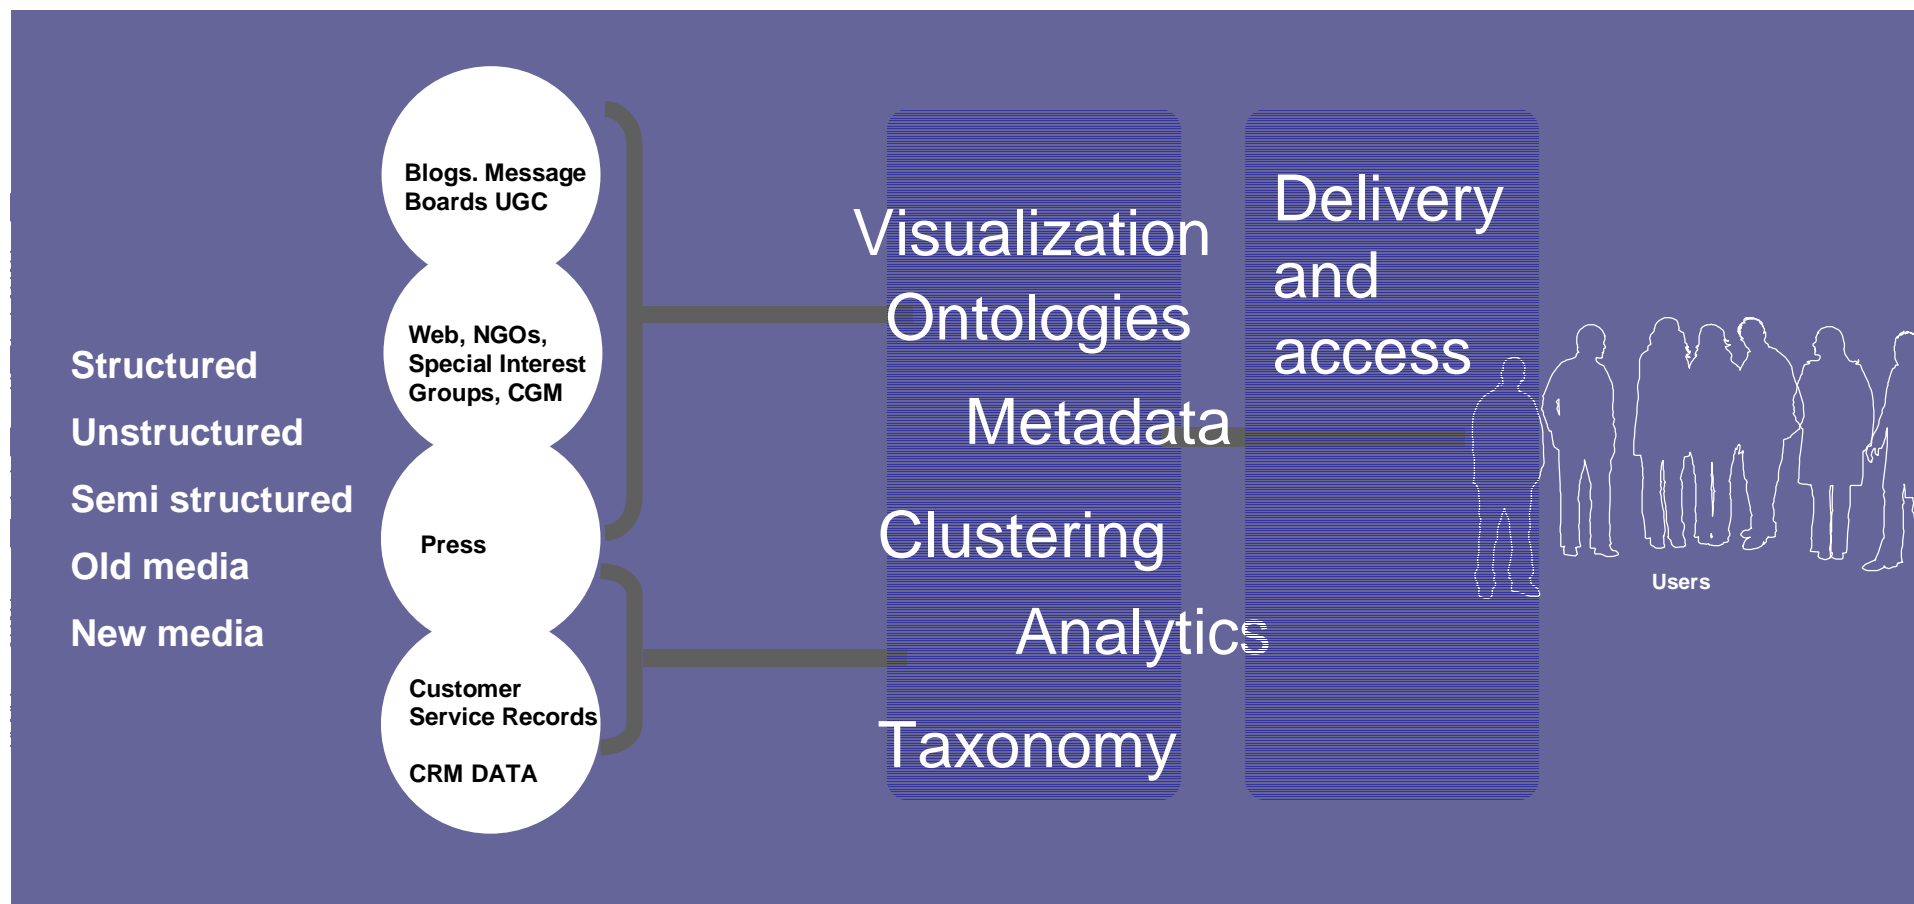 Structured
Unstructured
Semi structured
Old media
New media
Blogs. Message
Boards UGC
Web, NGOs,
Special Interest
Groups, CGM
Press
Customer
Service Records
CRM DATA
Visualization
Ontologies
Metadata
Clustering
Analytics
Taxonomy
Delivery
and
access
Users